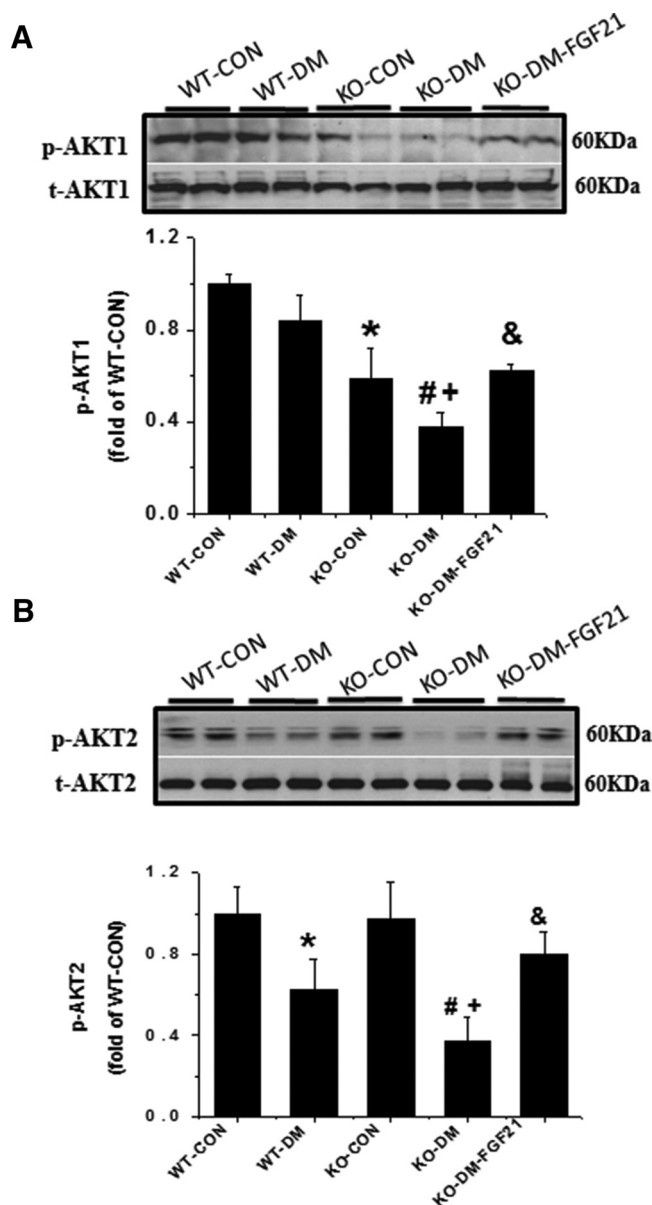 A
WT-CON WT-DM KO-CON KO-DM KO-DM-FGF21
p-AKT1 60KDa
t-AKT1 60KDa
1.2
0.8
0.4
0.0
p-AKT1
(fold of WT-CON)
*
#+
&
WT-CON WT-DM KO-CON KO-DM KO-DM-FGF21
B
WT-CON WT-DM KO-CON KO-DM KO-DM-FGF21
p-AKT2 60KDa
t-AKT2 60KDa
1.2
0.8
0.4
0.0
p-AKT2
(fold of WT-CON)
*
# +
&
WT-CON WT-DM KO-CON KO-DM KO-DM-FGF21